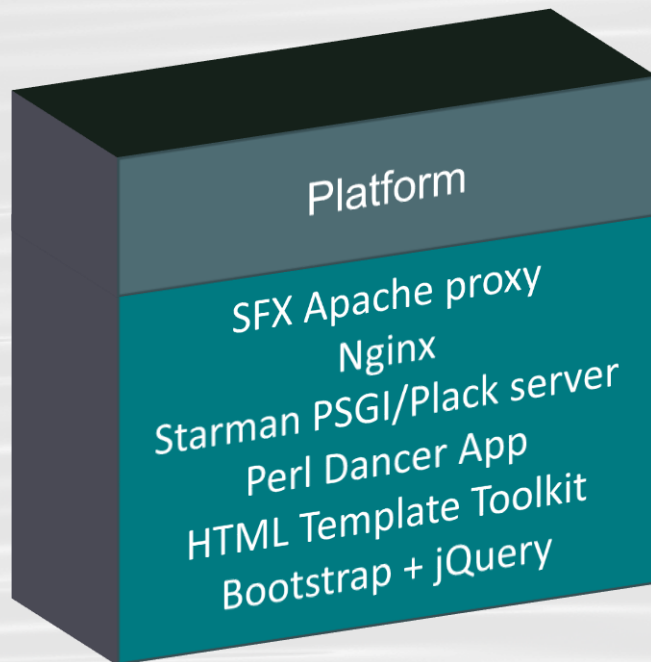 Platform
SFX Apache proxy
Nginx
Starman PSGI/Plack server
Perl Dancer App
HTML Template Toolkit
Bootstrap + jQuery